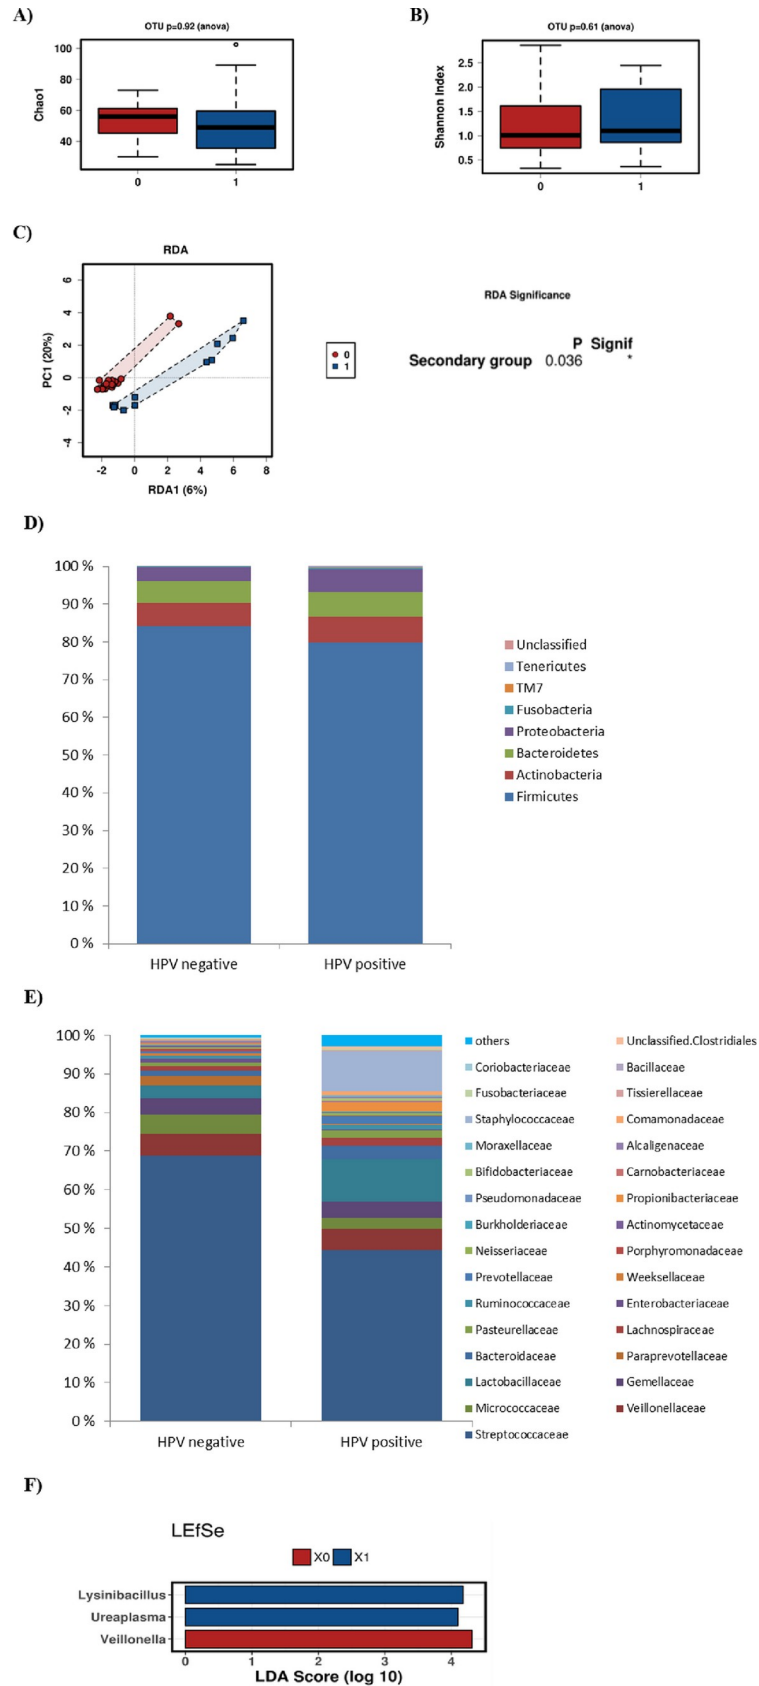 A)
OTU p=0.92 (anova)
Chao1
100
80
60
40
0 1
B)
OTU p=0.61 (anova)
Shannon Index
2.5
2.0
1.5
1.0
0.5
0 1
C)
RDA
PC1 (20%)
6
4
2
0
-2
-4
-2 0 2 4 6 8
RDA1 (6%)
0
1
RDA Significance
P Signif
Secondary group 0.036 *
D)
100 %
90 %
80 %
70 %
60 %
50 %
40 %
30 %
20 %
10 %
0 %
HPV negative HPV positive
Unclassified
Tenericutes
TM7
Fusobacteria
Proteobacteria
Bacteroidetes
Actinobacteria
Firmicutes
E)
100 %
90 %
80 %
70 %
60 %
50 %
40 %
30 %
20 %
10 %
0 %
HPV negative HPV positive
others Unclassified.Clostridiales
Coriobacteriaceae Bacillaceae
Fusobacteriaceae Tissierellaceae
Staphylococcaceae Comamonadaceae
Moraxellaceae Alcaligenaceae
Bifidobacteriaceae Carnobacteriaceae
Pseudomonadaceae Propionibacteriaceae
Burkholderiaceae Actinomycetaceae
Neisseriaceae Porphyromonadaceae
Prevotellaceae Weeksellaceae
Ruminococcaceae Enterobacteriaceae
Pasteurellaceae Lachnospiraceae
Bacteroidaceae Paraprevotellaceae
Lactobacillaceae Gemellaceae
Micrococcaceae Veillonellaceae
Streptococcaceae
F)
LEfSe
X0 X1
Lysinibacillus
Ureaplasma
Veillonella
0 1 2 3 4
LDA Score (log 10)